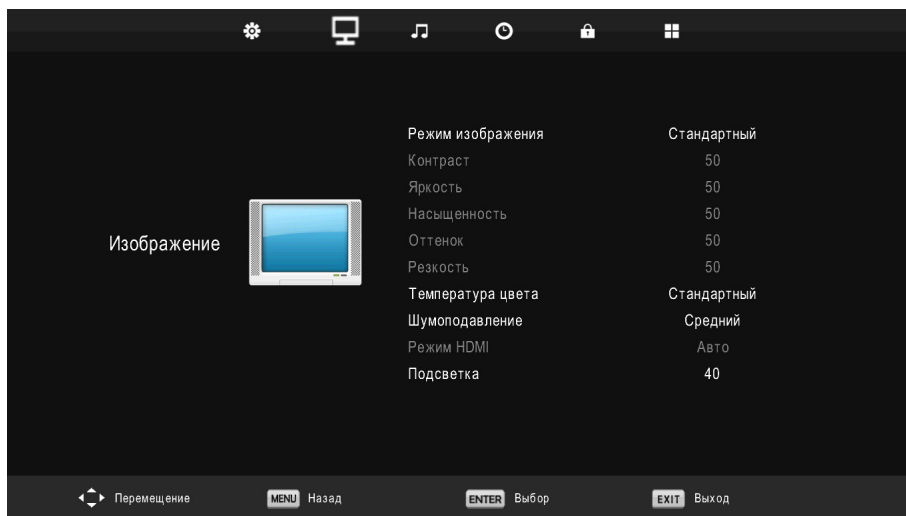 Режим изображения Стандартный
Контраст 50
Яркость 50
Насыщенность 50
Оттенок 50
Изображение
Резкость 50
Температура цвета Стандартный
Шумоподавление Средний
Режим HDMI Авто
Подсветка 40
Перемещение MENU Назад ENTER Выбор EXIT Выход